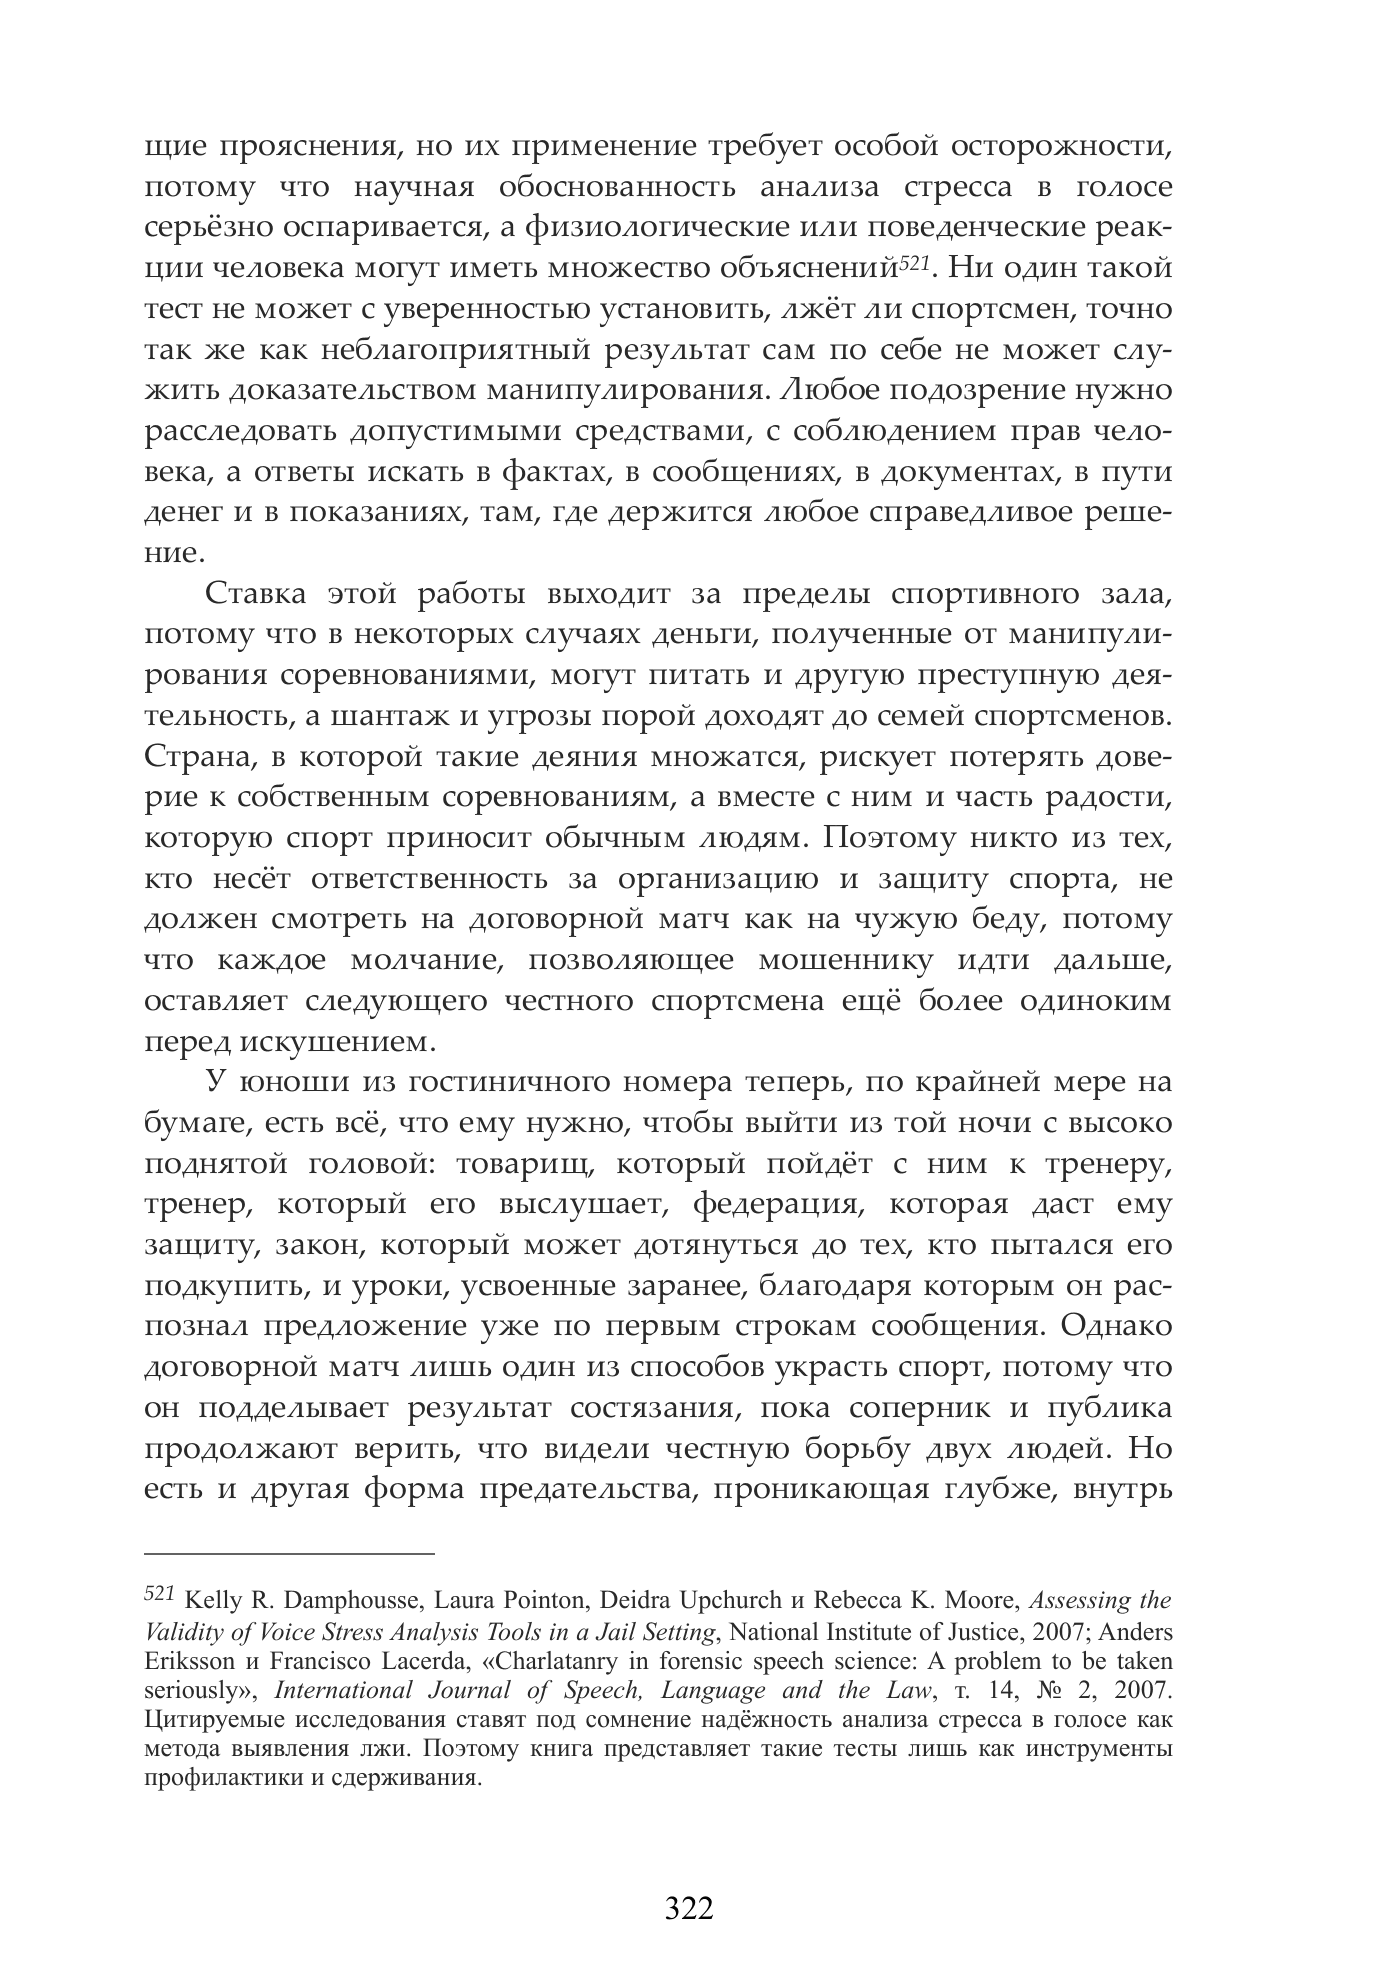 щие прояснения, но их применение требует особой осторожности,
потому что научная обоснованность анализа стресса в голосе
серьёзно оспаривается, а физиологические или поведенческие реак-
ции человека могут иметь множество объяснений521. Ни один такой
тест не может с уверенностью установить, лжёт ли спортсмен, точно
так же как неблагоприятный результат сам по себе не может слу-
жить доказательством манипулирования. Любое подозрение нужно
расследовать допустимыми средствами, с соблюдением прав чело-
века, а ответы искать в фактах, в сообщениях, в документах, в пути
денег и в показаниях, там, где держится любое справедливое реше-
ние.
Ставка этой работы выходит за пределы спортивного зала,
потому что в некоторых случаях деньги, полученные от манипули-
рования соревнованиями, могут питать и другую преступную дея-
тельность, а шантаж и угрозы порой доходят до семей спортсменов.
Страна, в которой такие деяния множатся, рискует потерять дове-
рие к собственным соревнованиям, а вместе с ним и часть радости,
которую спорт приносит обычным людям. Поэтому никто из тех,
кто несёт ответственность за организацию и защиту спорта, не
должен смотреть на договорной матч как на чужую беду, потому
что каждое молчание, позволяющее мошеннику идти дальше,
оставляет следующего честного спортсмена ещё более одиноким
перед искушением.
У юноши из гостиничного номера теперь, по крайней мере на
бумаге, есть всё, что ему нужно, чтобы выйти из той ночи с высоко
поднятой головой: товарищ, который пойдёт с ним к тренеру,
тренер, который его выслушает, федерация, которая даст ему
защиту, закон, который может дотянуться до тех, кто пытался его
подкупить, и уроки, усвоенные заранее, благодаря которым он рас-
познал предложение уже по первым строкам сообщения. Однако
договорной матч лишь один из способов украсть спорт, потому что
он подделывает результат состязания, пока соперник и публика
продолжают верить, что видели честную борьбу двух людей. Но
есть и другая форма предательства, проникающая глубже, внутрь
521 Kelly R. Damphousse, Laura Pointon, Deidra Upchurch и Rebecca K. Moore, Assessing the
Validity of Voice Stress Analysis Tools in a Jail Setting, National Institute of Justice, 2007; Anders
Eriksson и Francisco Lacerda, «Charlatanry in forensic speech science: A problem to be taken
seriously», International Journal of Speech, Language and the Law, т. 14, № 2, 2007.
Цитируемые исследования ставят под сомнение надёжность анализа стресса в голосе как
метода выявления лжи. Поэтому книга представляет такие тесты лишь как инструменты
профилактики и сдерживания.
322